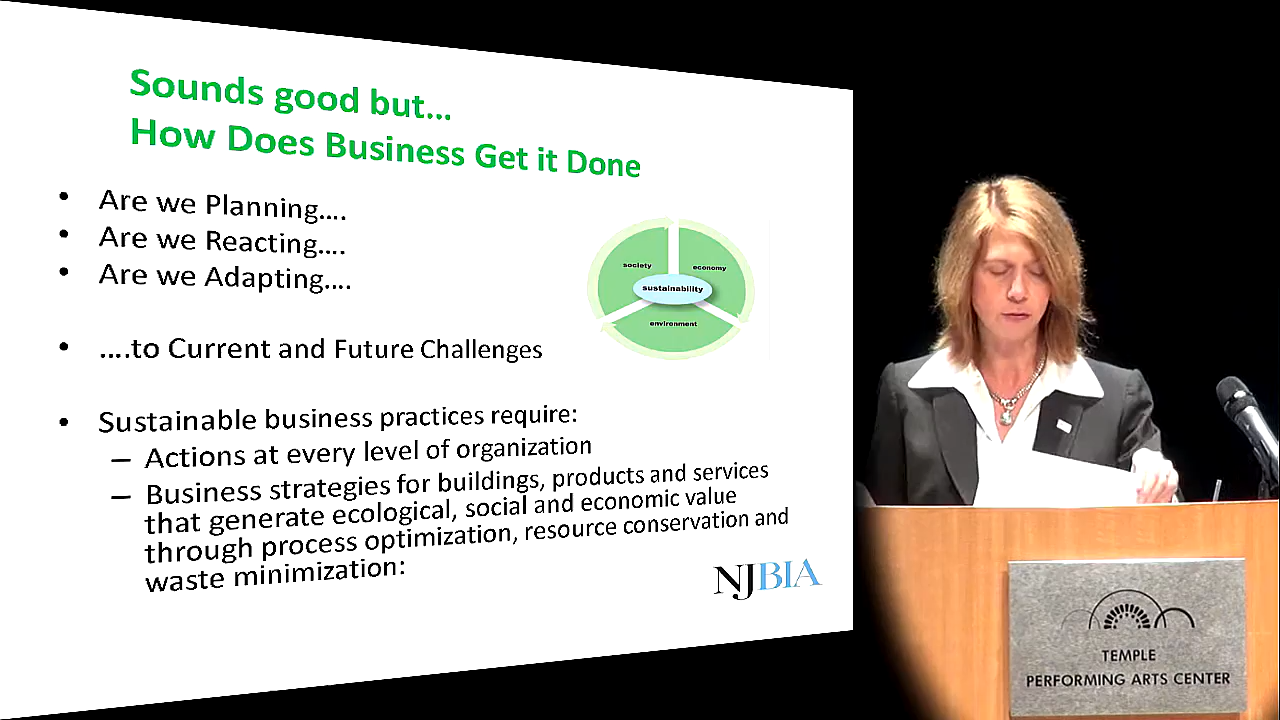 Sounds good but...
How Does Business Get it Done
• Are we Planning....
• Are we Reacting....
• Are we Adapting....
• ....to Current and Future Challenges
society
economy
sustainability
environment
• Sustainable business practices require:
– Actions at every level of organization
– Business strategies for buildings, products and services
that generate ecological, social and economic value
through process optimization, resource conservation and
waste minimization:
NJBIA
TEMPLE
PERFORMING ARTS CENTER